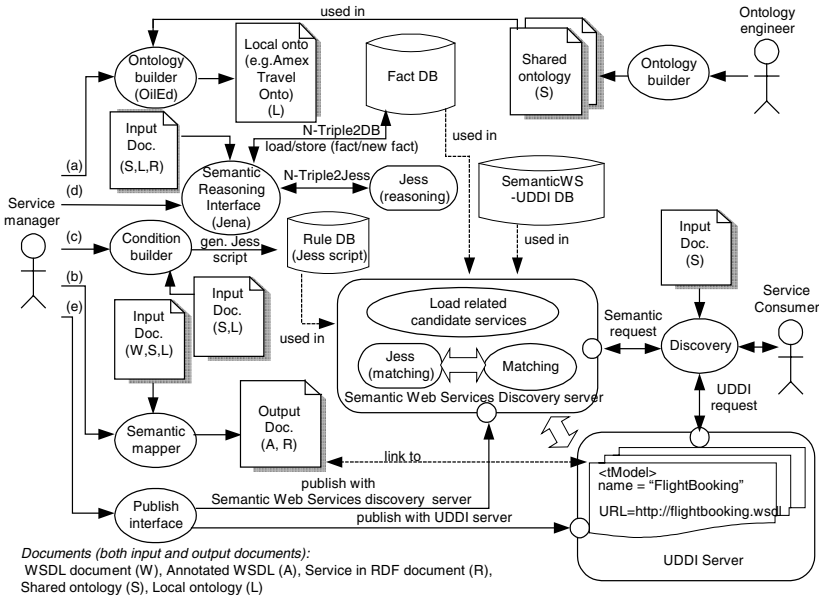 used in
Ontology
engineer
Ontology
builder
(OilEd)
Local onto
(e.g.Amex
Travel
Onto)
(L)
Fact DB
Shared
ontology
(S)
Ontology
builder
Input
Doc.
(S,L,R)
N-Triple2DB
load/store (fact/new fact)
used in
(a)
(d)
Semantic
Reasoning
Interface
(Jena)
N-Triple2Jess
Jess
(reasoning)
SemanticWS
-UDDI DB
Service
manager
(c)
Condition
builder
gen. Jess
script
Rule DB
(Jess script)
used in
Input
Doc.
(S)
(b)
(e)
Input
Doc.
(W,S,L)
Input
Doc.
(S,L)
used in
Load related
candidate services
Semantic
request
Discovery
Service
Consumer
Jess
(matching)
Matching
Semantic Web Services Discovery server
UDDI
request
Semantic
mapper
Output
Doc.
(A, R)
link to
<tModel>
name = “FlightBooking”
URL=http://flightbooking.wsdl
UDDI Server
Publish
interface
publish with
Semantic Web Services discovery server
publish with UDDI server
Documents (both input and output documents):
WSDL document (W), Annotated WSDL (A), Service in RDF document (R),
Shared ontology (S), Local ontology (L)